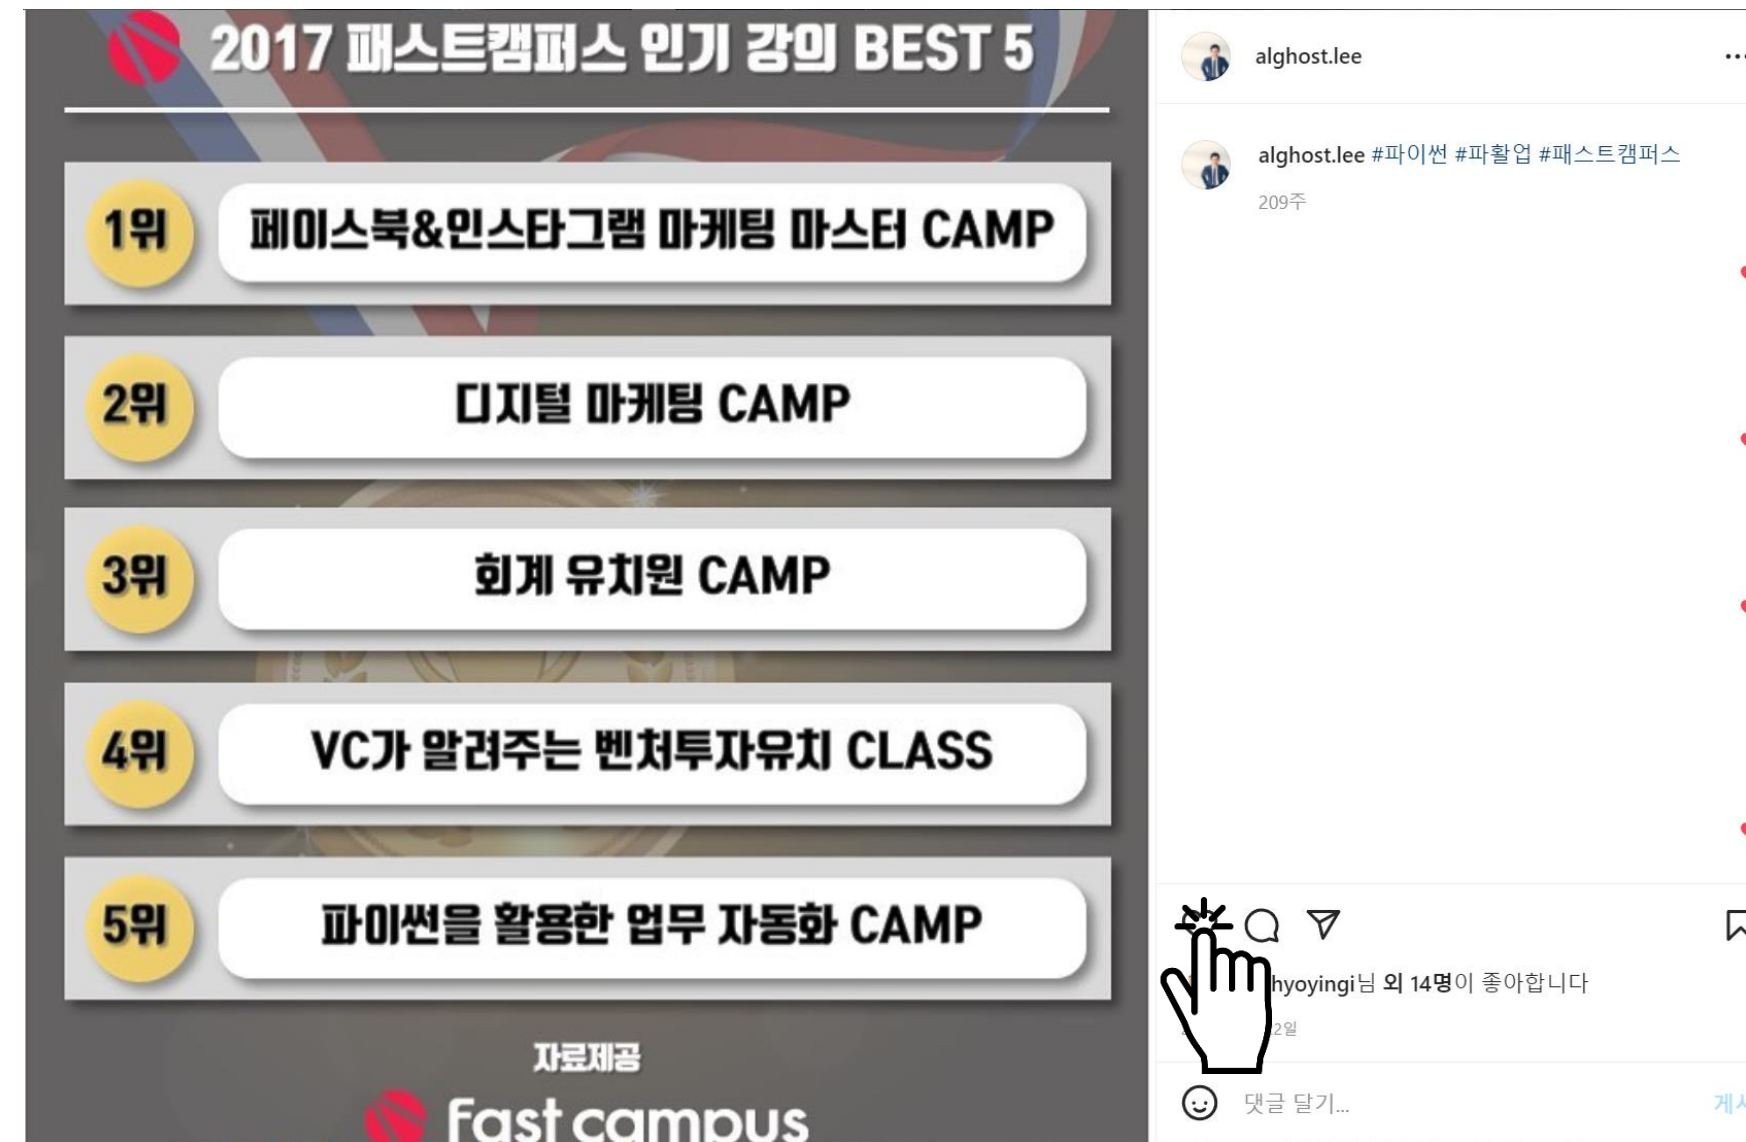 2017 패스트캠퍼스 인기 강의 BEST 5
1위 페이스북&인스타그램 마케팅 마스터 CAMP
2위 디지털 마케팅 CAMP
3위 회계 유치원 CAMP
4위 VC가 알려주는 벤처투자유치 CLASS
5위 파이썬을 활용한 업무 자동화 CAMP
자료제공
Fast campus
alghost.lee
alghost.lee #파이썬 #파활업 #패스트캠퍼스
209주
hyoyingi님 외 14명이 좋아합니다
2일
댓글 달기...